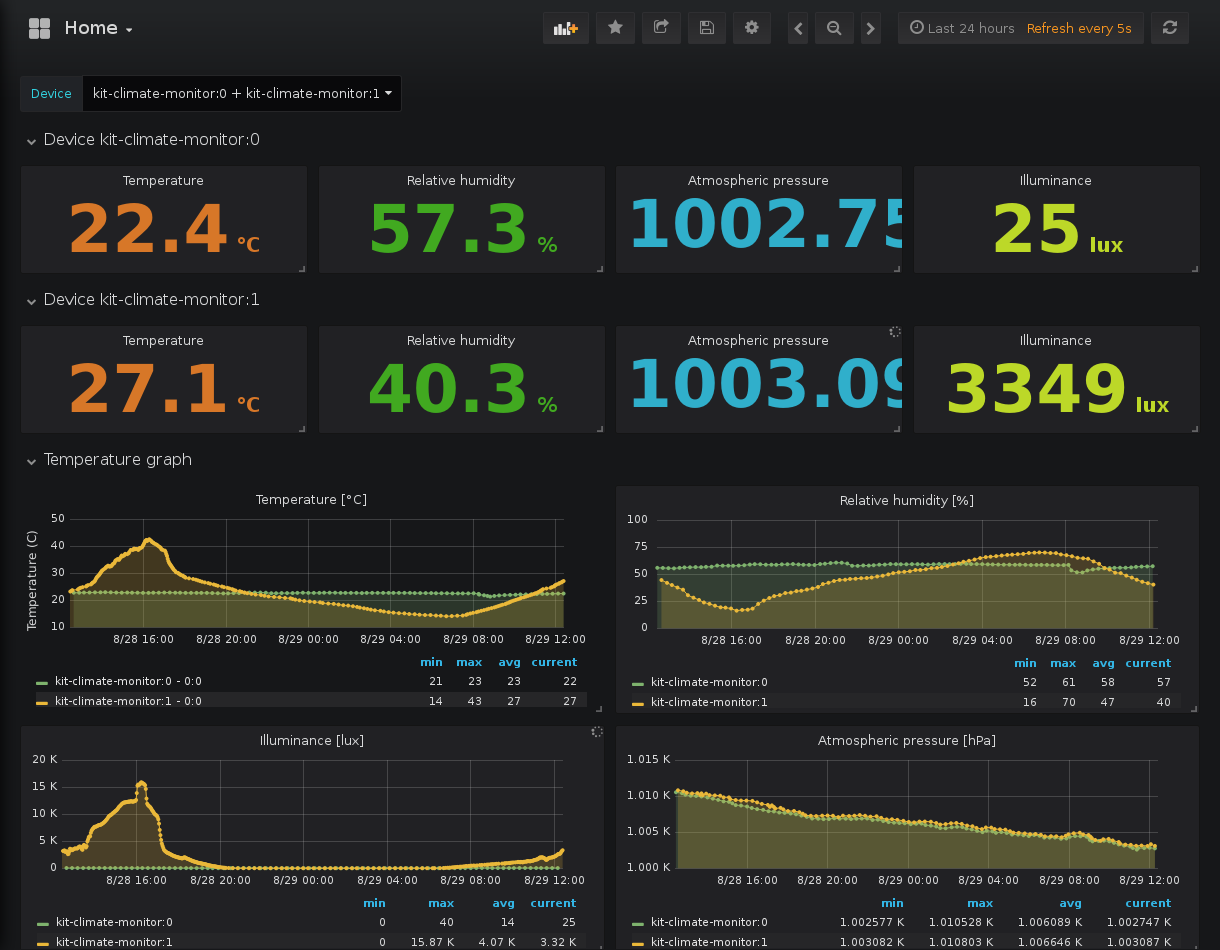 Home
Last 24 hours Refresh every 5s
Device kit-climate-monitor:0 + kit-climate-monitor:1
Device kit-climate-monitor:0
Temperature Relative humidity Atmospheric pressure Illuminance
22.4 °C 57.3 % 1002.75 25 lux
Device kit-climate-monitor:1
Temperature Relative humidity Atmospheric pressure Illuminance
27.1 °C 40.3 % 1003.09 3349 lux
Temperature graph
Temperature [°C]
Temperature (C)
50
40
30
20
10
8/28 16:00 8/28 20:00 8/29 00:00 8/29 04:00 8/29 08:00 8/29 12:00
min max avg current
kit-climate-monitor:0 - 0:0 21 23 23 22
kit-climate-monitor:1 - 0:0 14 43 27 27
Relative humidity [%]
100
75
50
25
0
8/28 16:00 8/28 20:00 8/29 00:00 8/29 04:00 8/29 08:00 8/29 12:00
min max avg current
kit-climate-monitor:0 52 61 58 57
kit-climate-monitor:1 16 70 47 40
Illuminance [lux]
20 K
15 K
10 K
5 K
0
8/28 16:00 8/28 20:00 8/29 00:00 8/29 04:00 8/29 08:00 8/29 12:00
min max avg current
kit-climate-monitor:0 0 40 14 25
kit-climate-monitor:1 0 15.87 K 4.07 K 3.32 K
Atmospheric pressure [hPa]
1.015 K
1.010 K
1.005 K
1.000 K
8/28 16:00 8/28 20:00 8/29 00:00 8/29 04:00 8/29 08:00 8/29 12:00
min max avg current
kit-climate-monitor:0 1.002577 K 1.010528 K 1.006089 K 1.002747 K
kit-climate-monitor:1 1.003082 K 1.010803 K 1.006646 K 1.003087 K